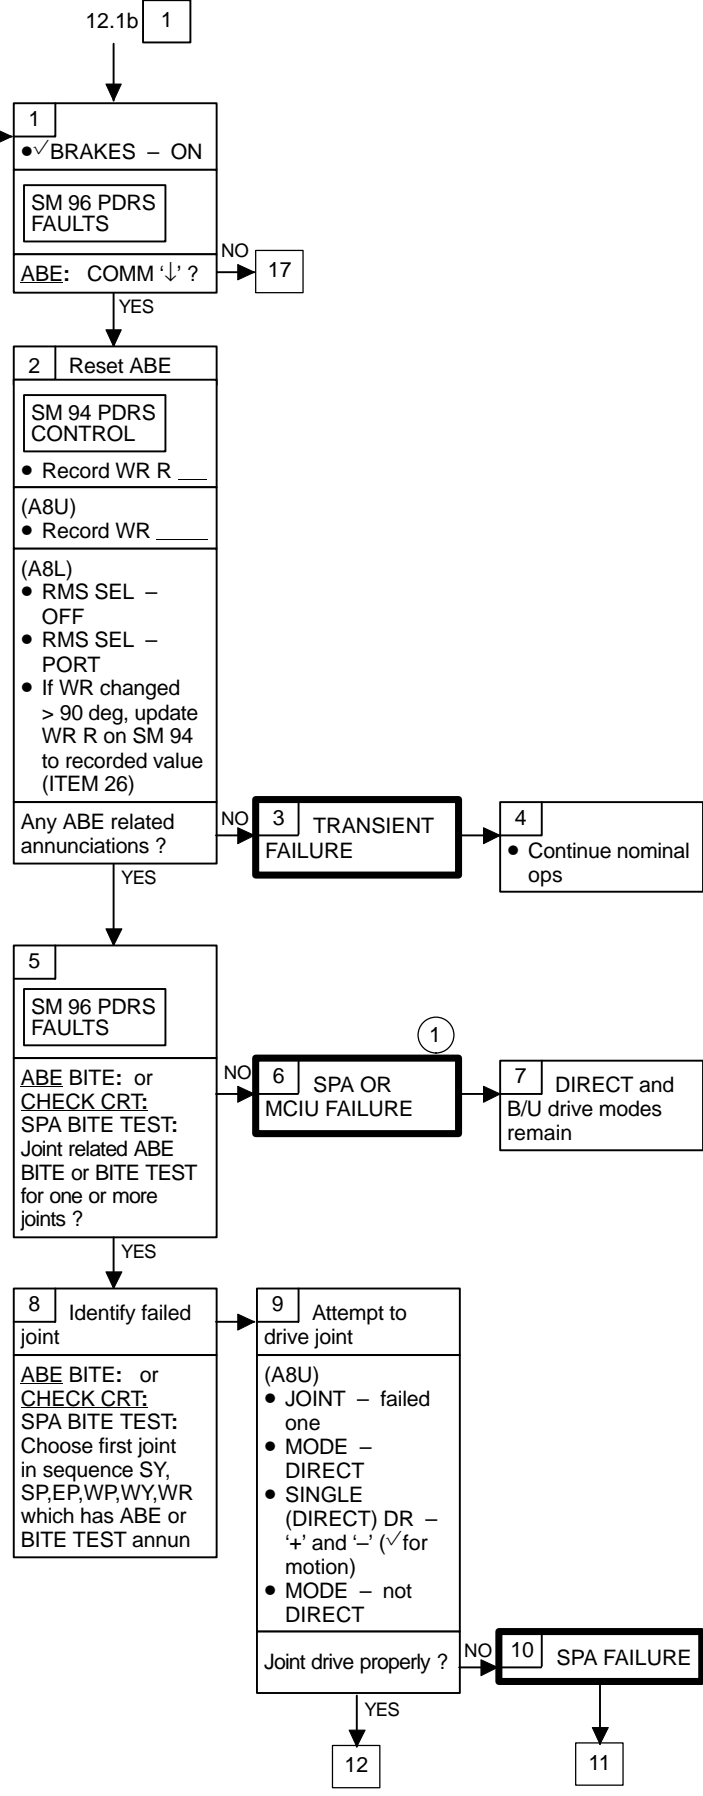 12.1b 1
1
•√BRAKES – ON
SM 96 PDRS
FAULTS
ABE: COMM ‘↓’ ?
NO
17
YES
2 Reset ABE
SM 94 PDRS
CONTROL
• Record WR R ___
(A8U)
• Record WR _____
(A8L)
• RMS SEL –
OFF
• RMS SEL –
PORT
• If WR changed
> 90 deg, update
WR R on SM 94
to recorded value
(ITEM 26)
Any ABE related
annunciations ?
NO
3 TRANSIENT
FAILURE
4
• Continue nominal
ops
YES
5
SM 96 PDRS
FAULTS
ABE BITE: or
CHECK CRT:
SPA BITE TEST:
Joint related ABE
BITE or BITE TEST
for one or more
joints ?
NO
1
6 SPA OR
MCIU FAILURE
7 DIRECT and
B/U drive modes
remain
YES
8 Identify failed
joint
ABE BITE: or
CHECK CRT:
SPA BITE TEST:
Choose first joint
in sequence SY,
SP,EP,WP,WY,WR
which has ABE or
BITE TEST annun
9 Attempt to
drive joint
(A8U)
• JOINT – failed
one
• MODE –
DIRECT
• SINGLE
(DIRECT) DR –
‘+’ and ‘–’ (√for
motion)
• MODE – not
DIRECT
Joint drive properly ?
NO
10 SPA FAILURE
YES
12
11